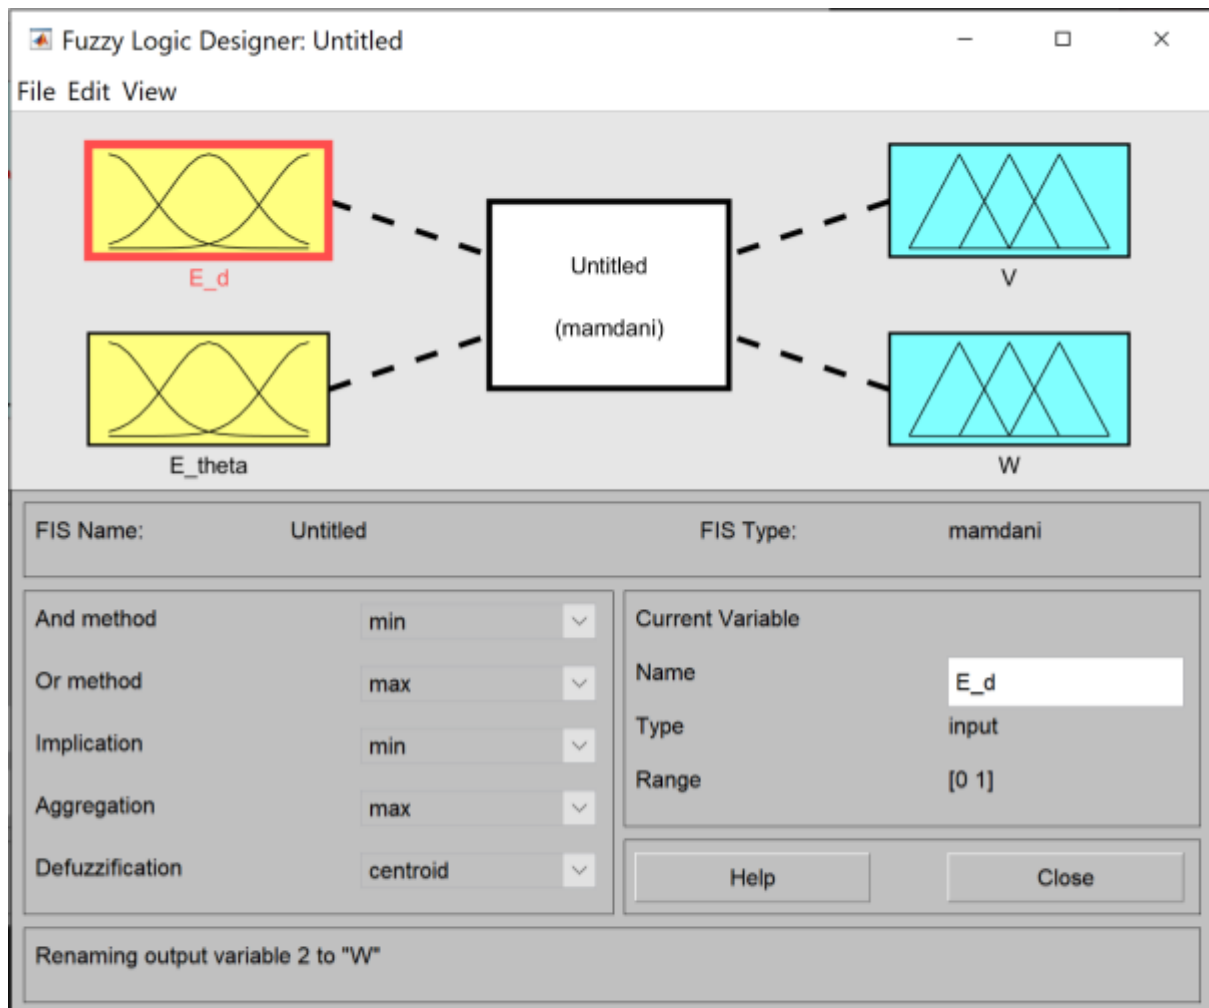 Fuzzy Logic Designer: Untitled
File Edit View
E_d
E_theta
Untitled
(mamdani)
V
W
FIS Name: Untitled FIS Type: mamdani
And method min
Or method max
Implication min
Aggregation max
Defuzzification centroid
Current Variable
Name E_d
Type input
Range [0 1]
Help Close
Renaming output variable 2 to "W"